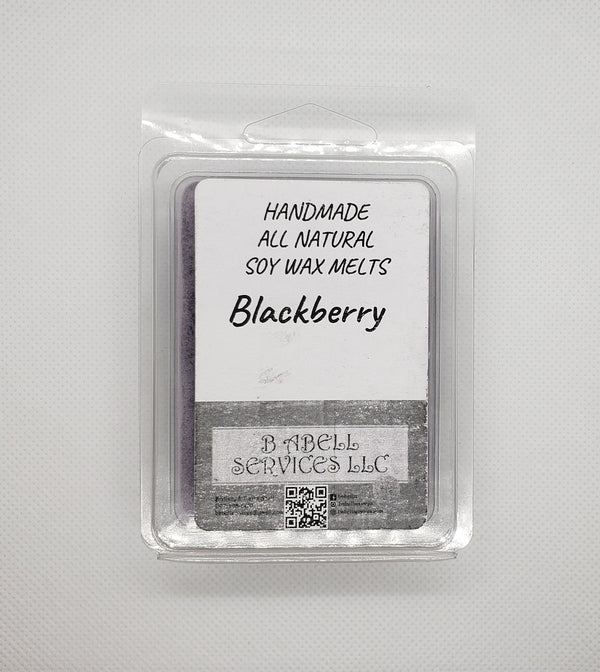 HANDMADE
ALL NATURAL
SOY WAX MELTS
Blackberry
B ABELL
SERVICES LLC